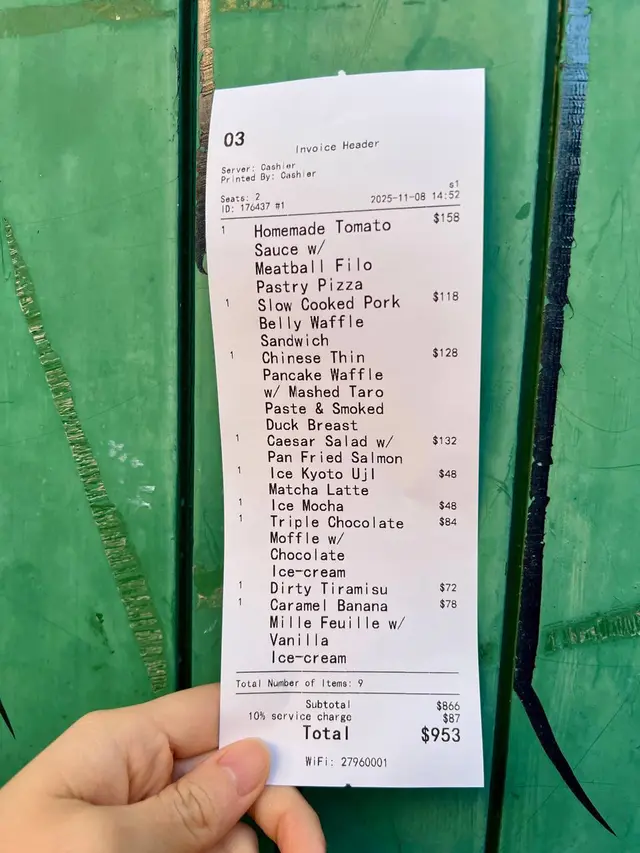 03
Invoice Header
Server: Cashier
Printed By: Cashier
s1
Seats: 2 2025-11-08 14:52
ID: 176437 #1
1 Homemade Tomato $158
Sauce w/
Meatball Filo
Pastry Pizza
1 Slow Cooked Pork $118
Belly Waffle
Sandwich
1 Chinese Thin $128
Pancake Waffle
w/ Mashed Taro
Paste & Smoked
Duck Breast
1 Caesar Salad w/ $132
Pan Fried Salmon
1 Ice Kyoto UjI $48
Matcha Latte
1 Ice Mocha $48
1 Triple Chocolate $84
Moffle w/
Chocolate
Ice-cream
1 Dirty Tiramisu $72
1 Caramel Banana $78
Mille Feuille w/
Vanilla
Ice-cream
Total Number of Items: 9
Subtotal $866
10% service charge $87
Total $953
WiFi: 27960001